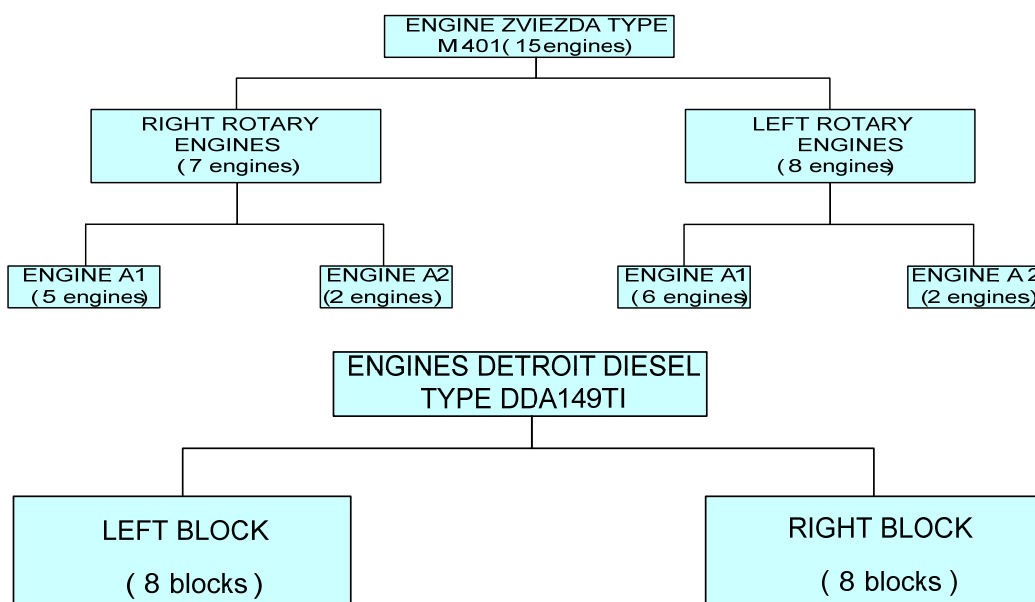 ENGINE ZVIEZDA TYPE
M 401( 15 engines)
RIGHT ROTARY
ENGINES
( 7 engines)
LEFT ROTARY
ENGINES
( 8 engines)
ENGINE A1
( 5 engines)
ENGINE A2
(2 engines)
ENGINE A1
( 6 engines)
ENGINE A 2
(2 engines)
ENGINES DETROIT DIESEL
TYPE DDA149TI
LEFT BLOCK
( 8 blocks )
RIGHT BLOCK
( 8 blocks )